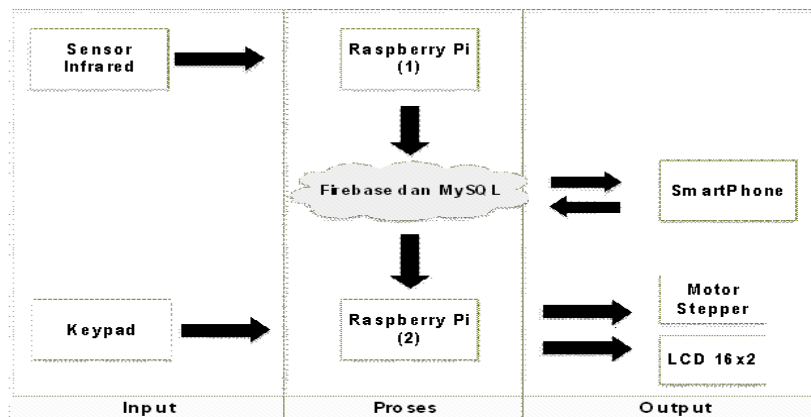 Sensor
Infrared
Raspberry Pi
(1)
Firebase dan MySQL
SmartPhone
Keypad
Raspberry Pi
(2)
Motor
Stepper
LCD 16x2
Input
Proses
Output